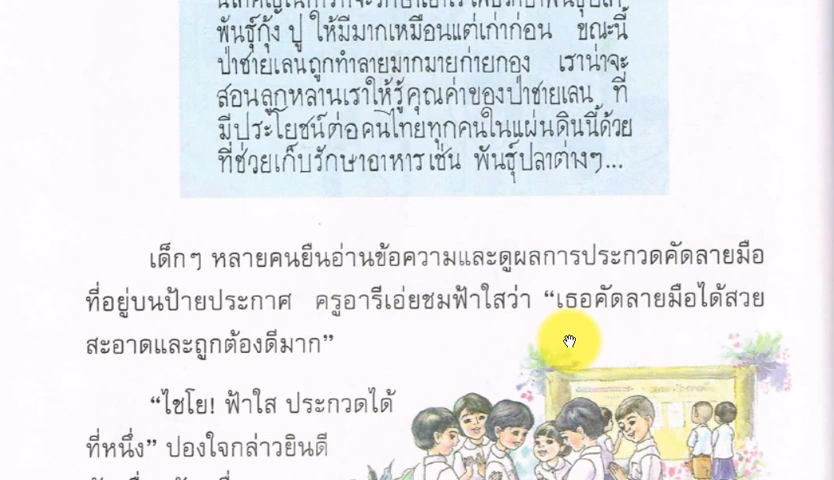 พันธุ์กุ้ง ปู ให้มีมากเหมือนแต่เก่าก่อน ขณะนี้
ป่าชายเลนถูกทำลายมากมายก่ายกอง เราน่าจะ
สอนลูกหลานเราให้รู้คุณค่าของป่าชายเลน ที่
มีประโยชน์ต่อคนไทยทุกคนในแผ่นดินนี้ด้วย
ที่ช่วยเก็บรักษาอาหารเช่น พันธุ์ปลาต่างๆ...
เด็กๆ หลายคนยืนอ่านข้อความและดูผลการประกวดคัดลายมือ
ที่อยู่บนป้ายประกาศ ครูอารีเอ่ยชมฟ้าใสว่า “เธอคัดลายมือได้สวย
สะอาดและถูกต้องดีมาก”
“ไชโย! ฟ้าใส ประกวดได้
ที่หนึ่ง” ปองใจกล่าวยินดี